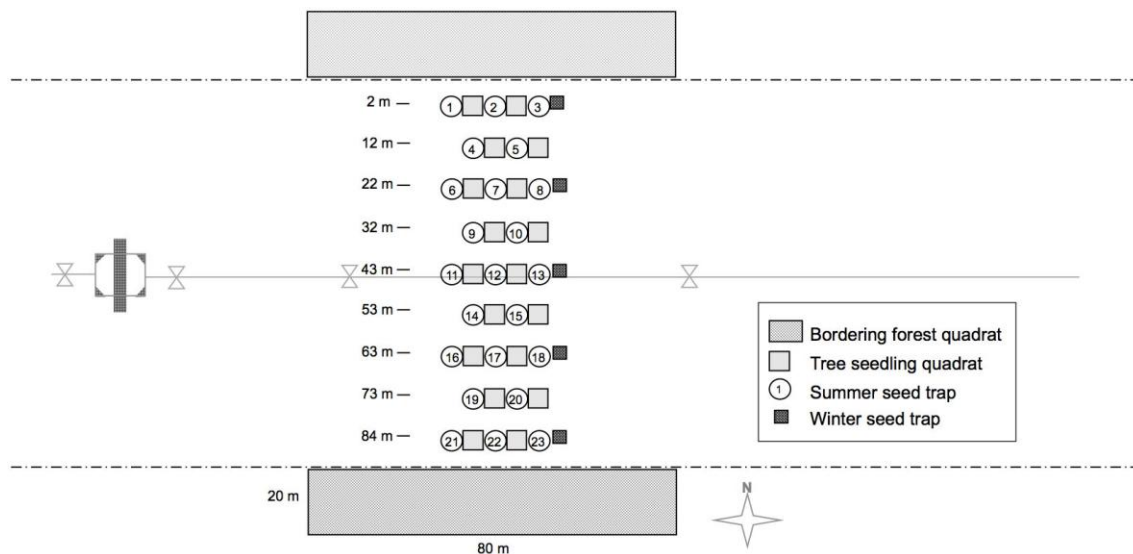 2 m — 1 2 3
12 m — 4 5
22 m — 6 7 8
32 m — 9 10
43 m — 11 12 13
53 m — 14 15
63 m — 16 17 18
73 m — 19 20
84 m — 21 22 23
Bordering forest quadrat
Tree seedling quadrat
1 Summer seed trap
Winter seed trap
20 m
80 m
N